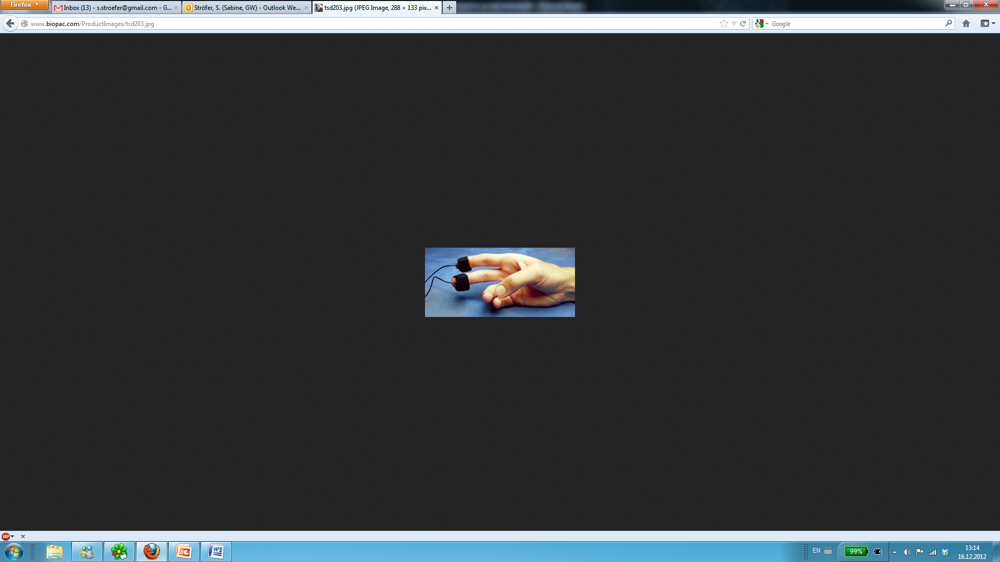 Firefox
Inbox (13) - s.stroefer@gmail.com - G...
Ströfer, S. (Sabine, GW) - Outlook We...
tsd203.jpg (JPEG Image, 288 × 133 pix...
www.biopac.com/ProductImages/tsd203.jpg
Google
ABP
EN
99%
13:14
16.12.2012